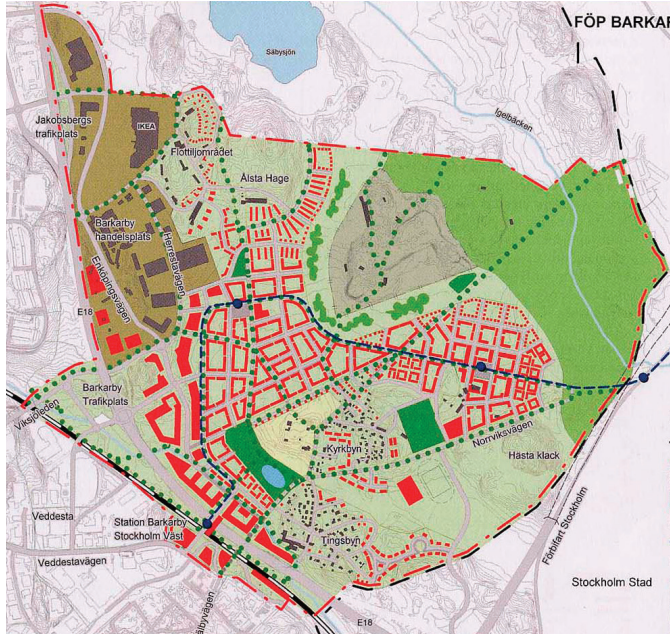 FÖP BARKAR
Säbysjön
Igelbäcken
Jakobsbergs
trafikplats
IKEA
Flottiljområdet
Ålsta Hage
Barkarby
handelsplats
Herrestavägen
Enköpingsvägen
E18
Barkarby
Trafikplats
Viksjöleden
Kyrkbyn
Norrviksvägen
Hästa klack
Veddesta
Station Barkarby
Stockholm Väst
Tingsbyn
Veddestavägen
Förbifart Stockholm
Stockholm Stad
älbyvägen
E18